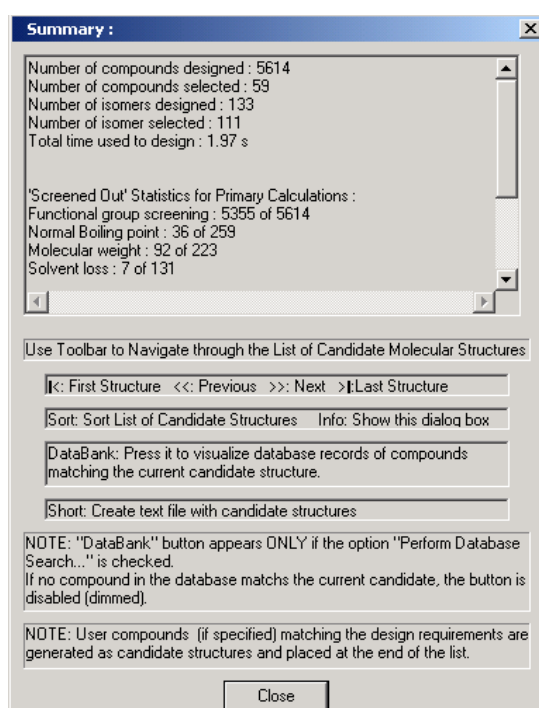 Summary :
Number of compounds designed : 5614
Number of compounds selected : 59
Number of isomers designed : 133
Number of isomer selected : 111
Total time used to design : 1.97 s
'Screened Out' Statistics for Primary Calculations :
Functional group screening : 5355 of 5614
Normal Boiling point : 36 of 259
Molecular weight : 92 of 223
Solvent loss : 7 of 131
Use Toolbar to Navigate through the List of Candidate Molecular Structures
|<: First Structure <<: Previous >>: Next >|:Last Structure
Sort: Sort List of Candidate Structures Info: Show this dialog box
DataBank: Press it to visualize database records of compounds
matching the current candidate structure.
Short: Create text file with candidate structures
NOTE: "DataBank" button appears ONLY if the option "Perform Database
Search..." is checked.
If no compound in the database matchs the current candidate, the button is
disabled (dimmed).
NOTE: User compounds (if specified) matching the design requirements are
generated as candidate structures and placed at the end of the list.
Close